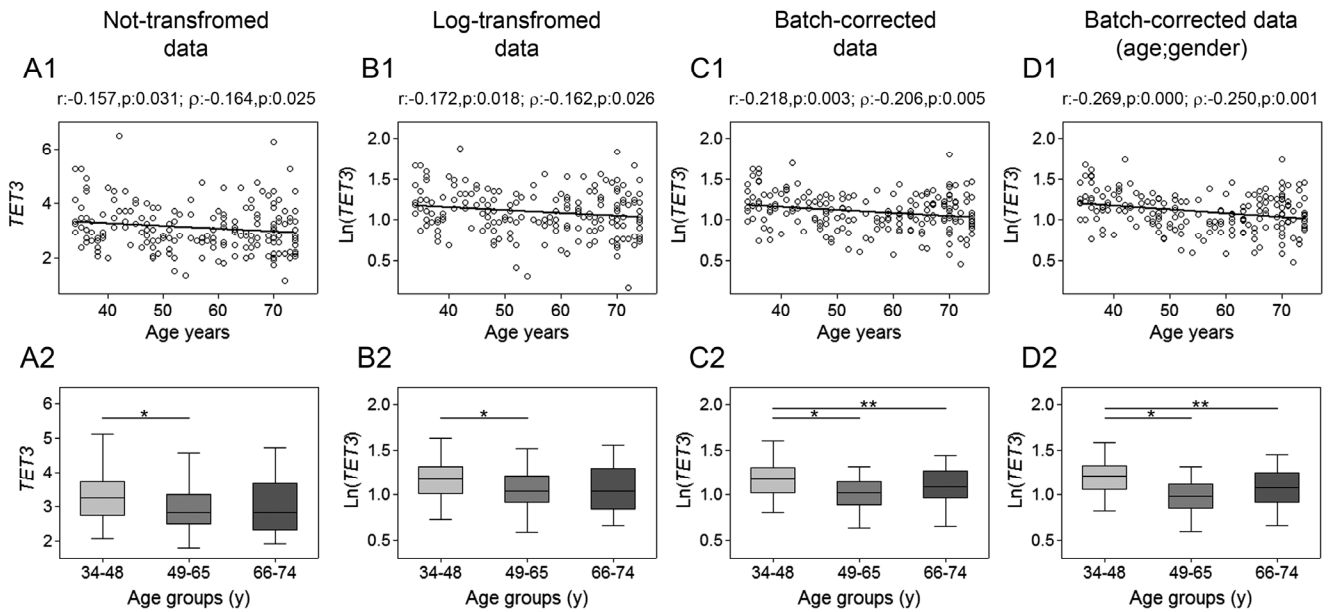 Not-transfromed
data
Log-transfromed
data
Batch-corrected
data
Batch-corrected data
(age;gender)
A1
B1
C1
D1
r:-0.157,p:0.031; ρ:-0.164,p:0.025
r:-0.172,p:0.018; ρ:-0.162,p:0.026
r:-0.218,p:0.003; ρ:-0.206,p:0.005
r:-0.269,p:0.000; ρ:-0.250,p:0.001
TET3
6
4
2
40
50
60
70
Age years
Ln(TET3)
2.0
1.5
1.0
0.5
40
50
60
70
Age years
Ln(TET3)
2.0
1.5
1.0
0.5
40
50
60
70
Age years
Ln(TET3)
2.0
1.5
1.0
0.5
40
50
60
70
Age years
A2
B2
C2
D2
TET3
6
5
4
3
2
*
34-48
49-65
66-74
Age groups (y)
Ln(TET3)
2.0
1.5
1.0
0.5
*
34-48
49-65
66-74
Age groups (y)
Ln(TET3)
2.0
1.5
1.0
0.5
**
*
34-48
49-65
66-74
Age groups (y)
Ln(TET3)
2.0
1.5
1.0
0.5
**
*
34-48
49-65
66-74
Age groups (y)